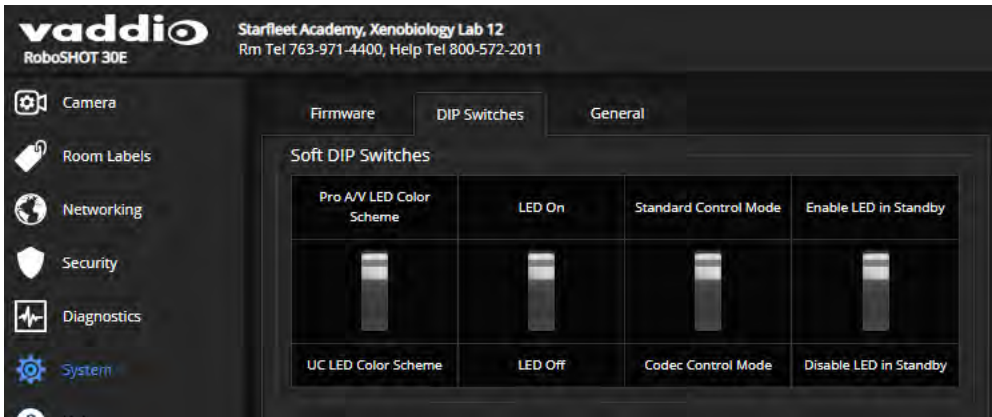 vaddio
RoboSHOT 30E
Starfleet Academy, Xenobiology Lab 12
Rm Tel 763-971-4400, Help Tel 800-572-2011
Camera
Room Labels
Networking
Security
Diagnostics
System
Firmware
DIP Switches
General
Soft DIP Switches
Pro A/V LED Color
Scheme
LED On
Standard Control Mode
Enable LED in Standby
UC LED Color Scheme
LED Off
Codec Control Mode
Disable LED in Standby